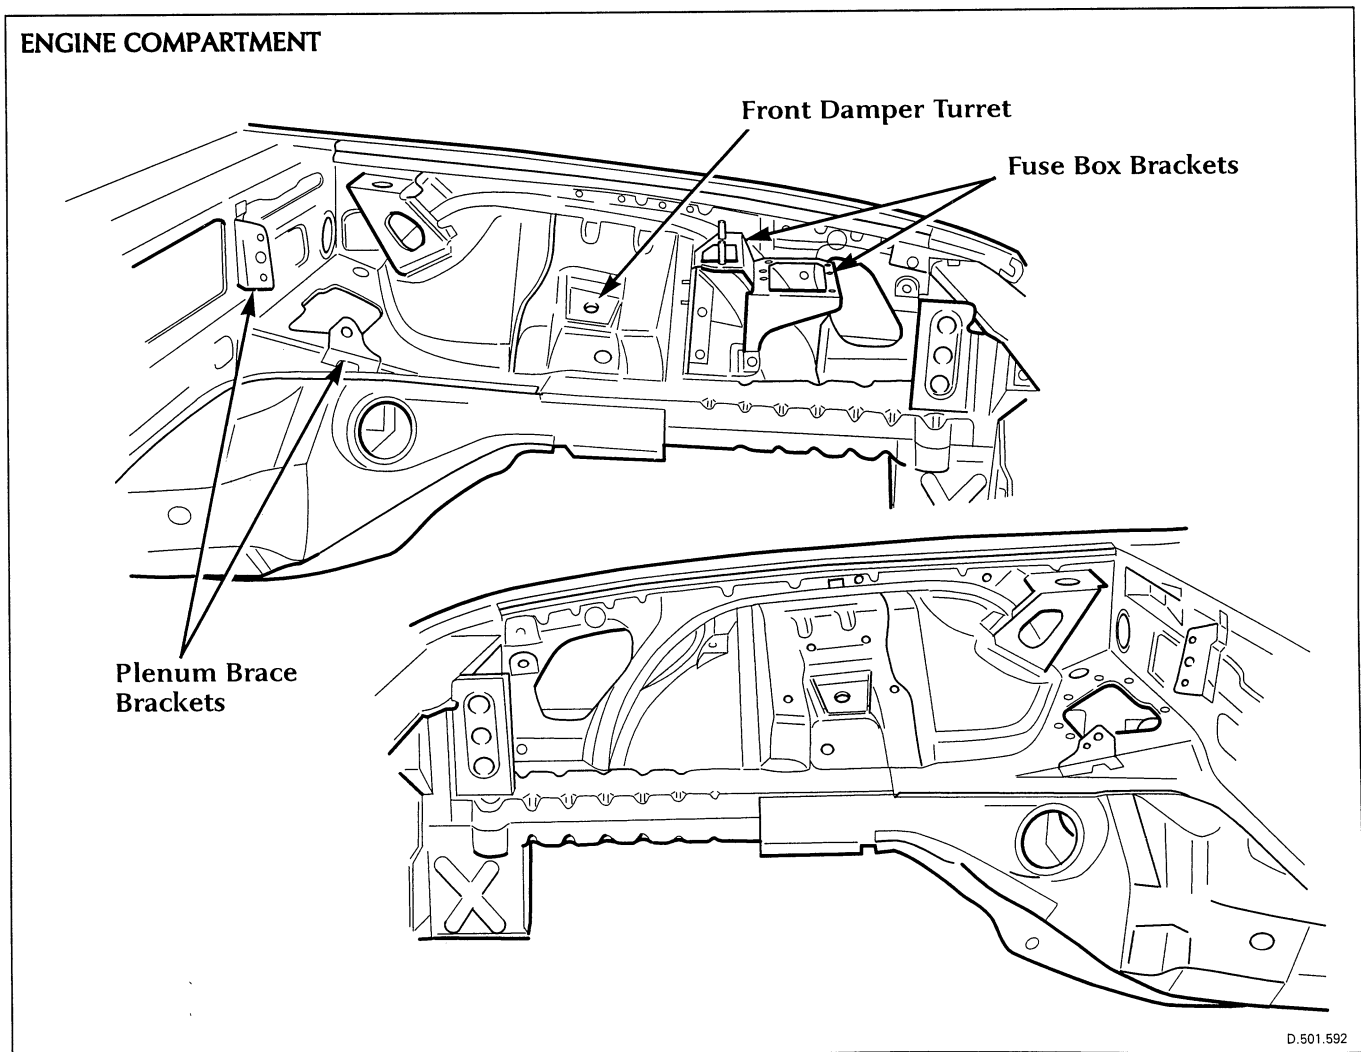 ENGINE COMPARTMENT
Front Damper Turret
Fuse Box Brackets
Plenum Brace
Brackets
D.501.592